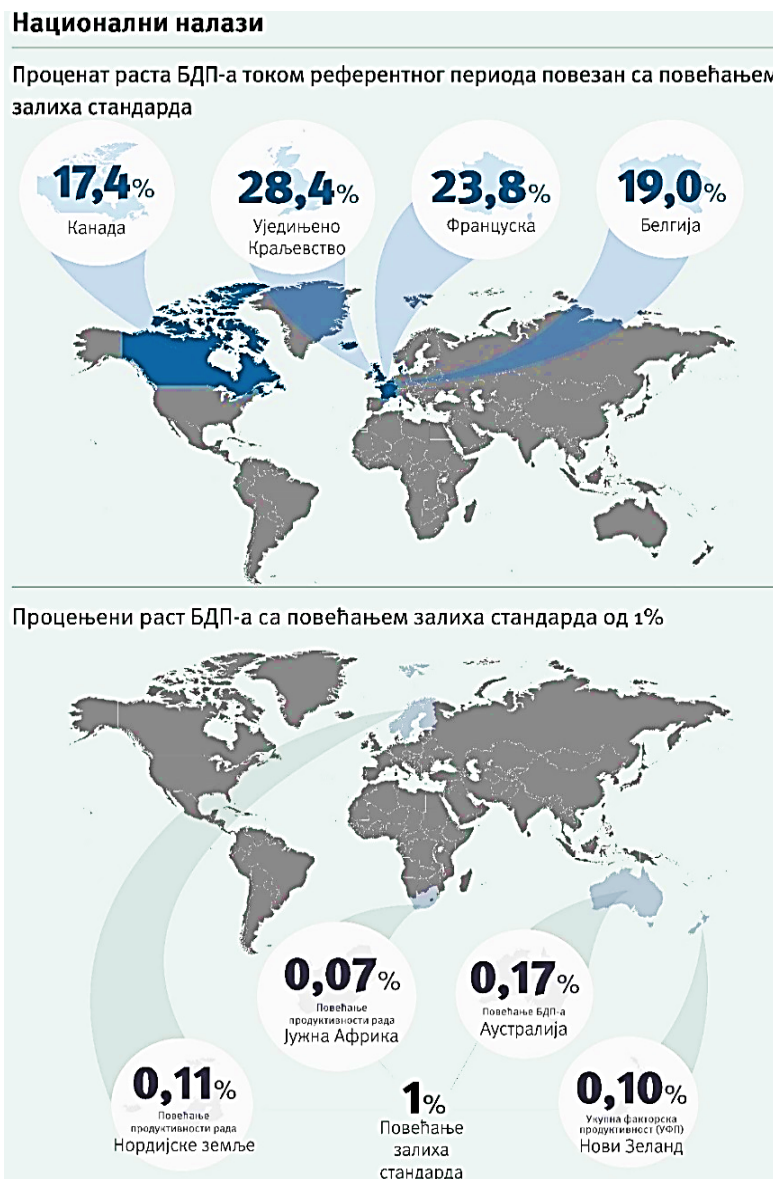 Национални налази
Проценат раста БДП-а током референтног периода повезан са повећањем
залиха стандарда
17,4%
Канада
28,4%
Уједињено
Краљевство
23,8%
Француска
19,0%
Белгија
Процењени раст БДП-а са повећањем залиха стандарда од 1%
0,07%
Повећање
продуктивности рада
Јужна Африка
0,17%
Повећање БДП-а
Аустралија
0,11%
Повећање
продуктивности рада
Нордијске земље
1%
Повећање
залиха
стандарда
0,10%
Укупна факторска
продуктивност (УФП)
Нови Зеланд